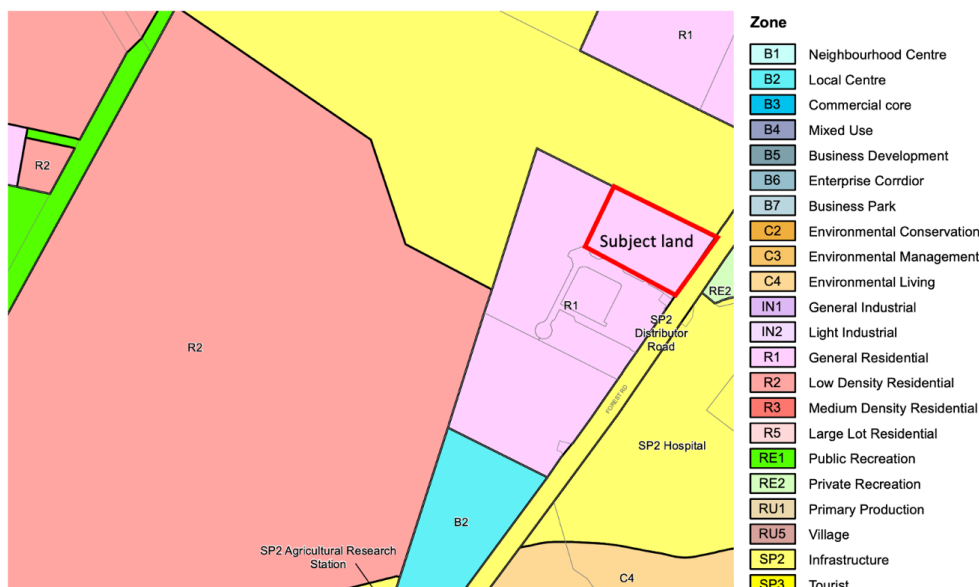 R1
R2
Subject land
RE2
R1
SP2
Distributor
Road
R2
FOREST RD
SP2 Hospital
B2
SP2 Agricultural Research
Station
C4
Zone
B1 Neighbourhood Centre
B2 Local Centre
B3 Commercial core
B4 Mixed Use
B5 Business Development
B6 Enterprise Corrdior
B7 Business Park
C2 Environmental Conservation
C3 Environmental Management
C4 Environmental Living
IN1 General Industrial
IN2 Light Industrial
R1 General Residential
R2 Low Density Residential
R3 Medium Density Residential
R5 Large Lot Residential
RE1 Public Recreation
RE2 Private Recreation
RU1 Primary Production
RU5 Village
SP2 Infrastructure
SP3 Tourist